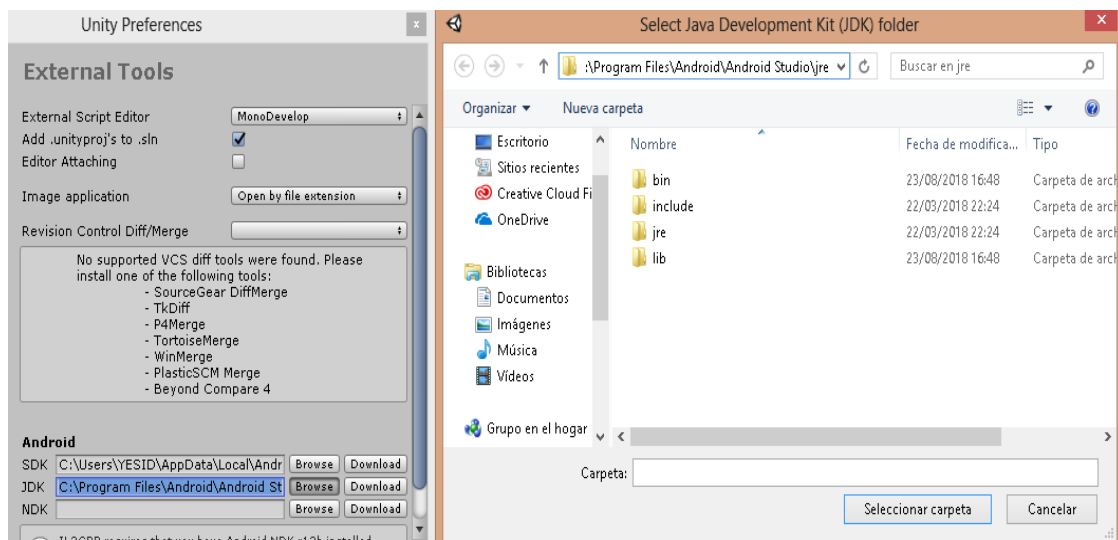 Unity Preferences
x
External Tools
External Script Editor
MonoDevelop
Add .unityproj's to .sln
Editor Attaching
Image application
Open by file extension
Revision Control Diff/Merge
No supported VCS diff tools were found. Please
install one of the following tools:
- SourceGear DiffMerge
- TkDiff
- P4Merge
- TortoiseMerge
- WinMerge
- PlasticSCM Merge
- Beyond Compare 4
Android
SDK C:\Users\YESID\AppData\Local\Andr Browse Download
JDK C:\Program Files\Android\Android St Browse Download
NDK Browse Download
Select Java Development Kit (JDK) folder
x
:\Program Files\Android\Android Studio\jre
Buscar en jre
Organizar Nueva carpeta
Escritorio
Sitios recientes
Creative Cloud Fi
OneDrive
Bibliotecas
Documentos
Imágenes
Música
Vídeos
Grupo en el hogar
Nombre Fecha de modifica... Tipo
bin 23/08/2018 16:48 Carpeta de arch
include 22/03/2018 22:24 Carpeta de arch
jre 22/03/2018 22:24 Carpeta de arch
lib 23/08/2018 16:48 Carpeta de arch
Carpeta:
Seleccionar carpeta Cancelar